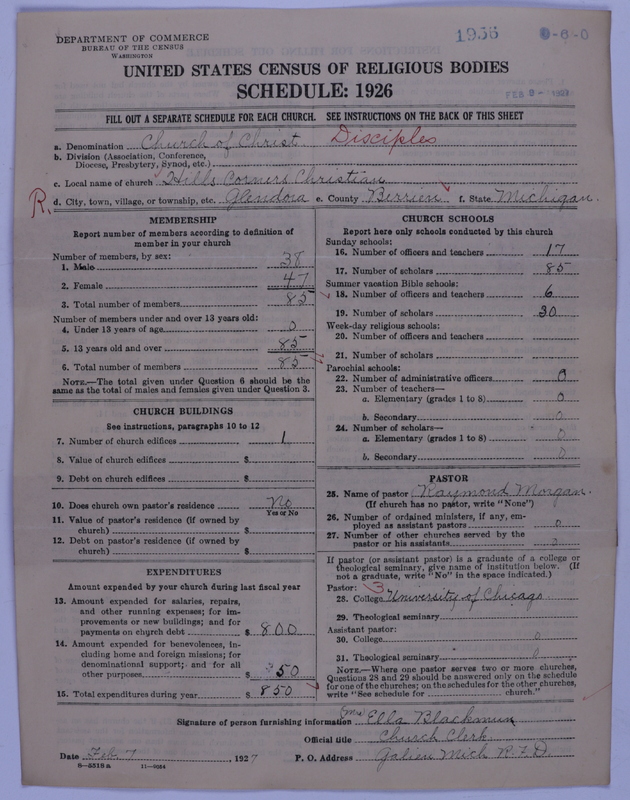 DEPARTMENT OF COMMERCE
BUREAU OF THE CENSUS
WASHINGTON
1956
0-6-0
UNITED STATES CENSUS OF RELIGIOUS BODIES
SCHEDULE: 1926
FEB 9 - 1927
FILL OUT A SEPARATE SCHEDULE FOR EACH CHURCH. SEE INSTRUCTIONS ON THE BACK OF THIS SHEET
a. Denomination Church of Christ Disciples
b. Division (Association, Conference,
Diocese, Presbytery, Synod, etc.)
c. Local name of church Hills Corners Christian
R. d. City, town, village, or township, etc. Glendora e. County Berrien f. State Michigan.
MEMBERSHIP
Report number of members according to definition of
member in your church
Number of members, by sex:
1. Male 38
2. Female 47
3. Total number of members 85
Number of members under and over 13 years old:
4. Under 13 years of age 0
5. 13 years old and over 85
6. Total number of members 85
NOTE.—The total given under Question 6 should be the
same as the total of males and females given under Question 3.
CHURCH BUILDINGS
See instructions, paragraphs 10 to 12
7. Number of church edifices 1
8. Value of church edifices $
9. Debt on church edifices $
10. Does church own pastor's residence No
Yes or No
11. Value of pastor's residence (if owned by
church) $
12. Debt on pastor's residence (if owned by
church) $
EXPENDITURES
Amount expended by your church during last fiscal year
13. Amount expended for salaries, repairs,
and other running expenses; for im-
provements or new buildings; and for
payments on church debt $ 800
14. Amount expended for benevolences, in-
cluding home and foreign missions; for
denominational support; and for all
other purposes $ 50
15. Total expenditures during year $ 850
CHURCH SCHOOLS
Report here only schools conducted by this church
Sunday schools:
16. Number of officers and teachers 17
17. Number of scholars 85
Summer vacation Bible schools:
18. Number of officers and teachers 6
19. Number of scholars 30
Week-day religious schools:
20. Number of officers and teachers
21. Number of scholars
Parochial schools:
22. Number of administrative officers 0
23. Number of teachers—
a. Elementary (grades 1 to 8) 0
b. Secondary 0
24. Number of scholars—
a. Elementary (grades 1 to 8) 0
b. Secondary 0
PASTOR
25. Name of pastor Raymond Morgan.
(If church has no pastor, write "None")
26. Number of ordained ministers, if any, em-
ployed as assistant pastors 0
27. Number of other churches served by the
pastor or his assistants
If pastor (or assistant pastor) is a graduate of a college or
theological seminary, give name of institution below. (If
not a graduate, write "No" in the space indicated.)
Pastor: 3
28. College University of Chicago
29. Theological seminary
Assistant pastor:
30. College 0
31. Theological seminary 0
NOTE.—Where one pastor serves two or more churches,
Questions 28 and 29 should be answered only on the schedule
for one of the churches; on the schedules for the other churches,
write "See schedule for church."
Signature of person furnishing information (Mrs) Ella Blackmun
Official title Church Clerk
Date Feb. 7 1927 P. O. Address Galien Mich R.F.D.
8—5518 a 11—9054